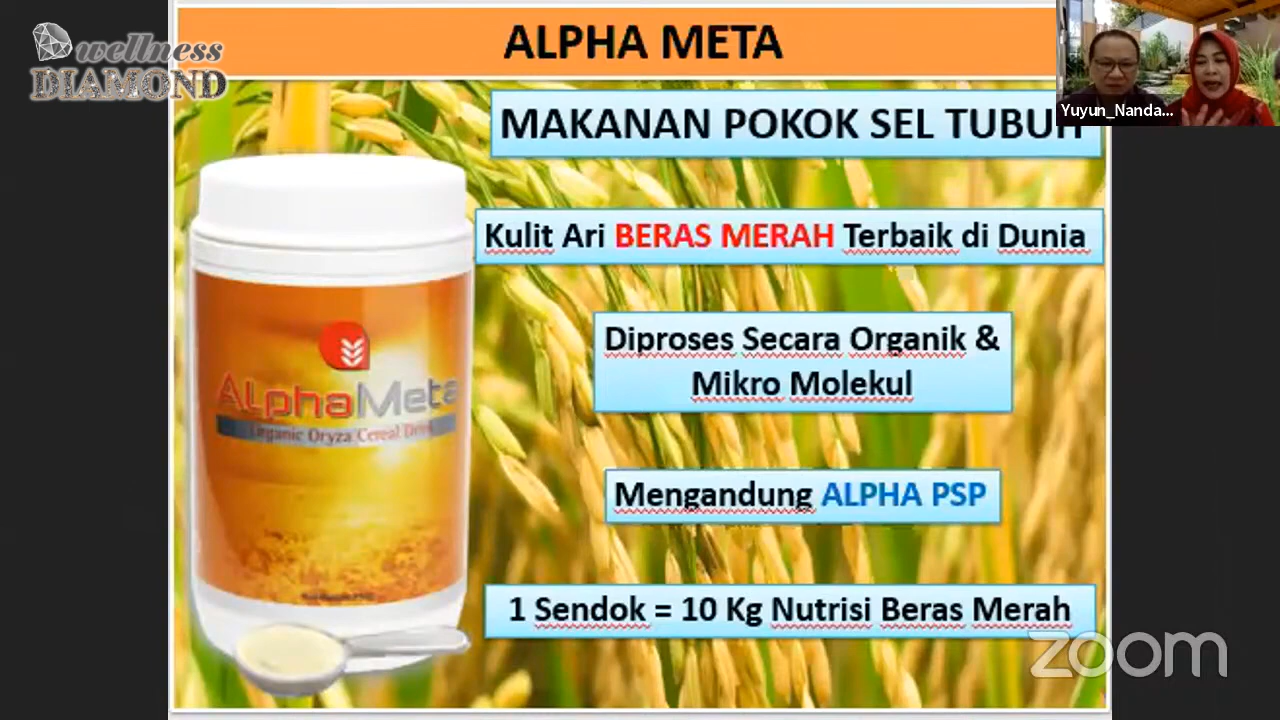 wellness
DIAMOND
ALPHA META
Yuyun_Nanda...
MAKANAN POKOK SEL TUBUH
Kulit Ari BERAS MERAH Terbaik di Dunia
Diproses Secara Organik &
Mikro Molekul
AlphaMeta
Organic Oryza Cereal Drink
Mengandung ALPHA PSP
1 Sendok = 10 Kg Nutrisi Beras Merah
zoom